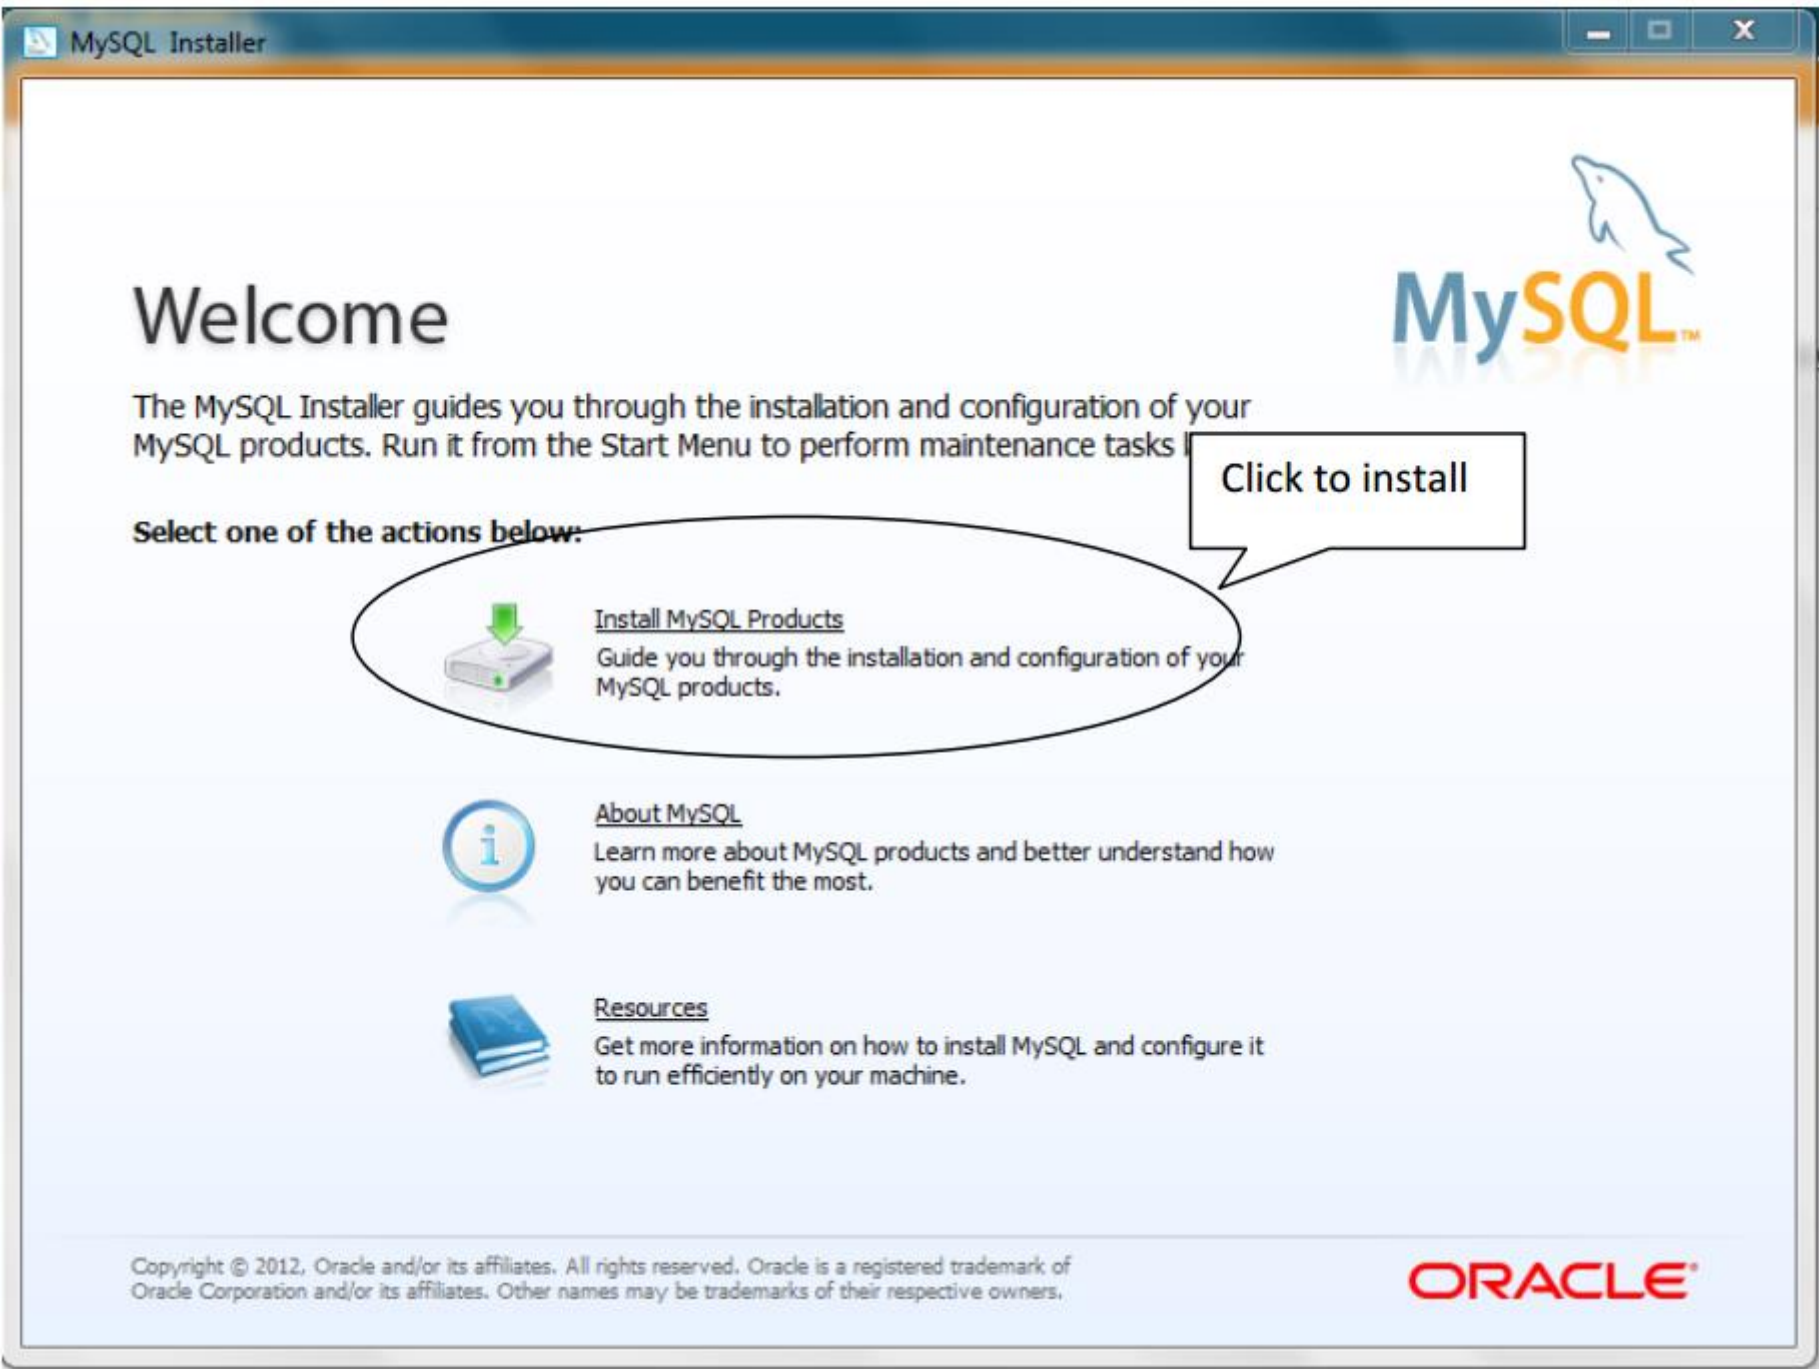 MySQL Installer
MySQL™
Welcome
The MySQL Installer guides you through the installation and configuration of your
MySQL products. Run it from the Start Menu to perform maintenance tasks
Click to install
Select one of the actions below:
Install MySQL Products
Guide you through the installation and configuration of your
MySQL products.
About MySQL
Learn more about MySQL products and better understand how
you can benefit the most.
Resources
Get more information on how to install MySQL and configure it
to run efficiently on your machine.
Copyright © 2012, Oracle and/or its affiliates. All rights reserved. Oracle is a registered trademark of
Oracle Corporation and/or its affiliates. Other names may be trademarks of their respective owners.
ORACLE®